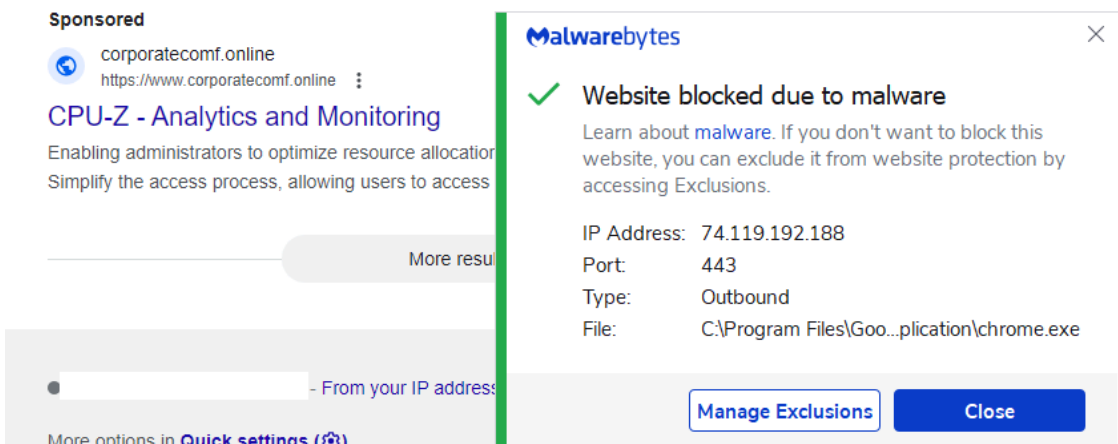 Sponsored
corporatecomf.online
https://www.corporatecomf.online
CPU-Z - Analytics and Monitoring
Enabling administrators to optimize resource allocation
Simplify the access process, allowing users to access
More resul
- From your IP address
More options in Quick settings
Malwarebytes
Website blocked due to malware
Learn about malware. If you don't want to block this
website, you can exclude it from website protection by
accessing Exclusions.
IP Address: 74.119.192.188
Port: 443
Type: Outbound
File: C:\Program Files\Goo...plication\chrome.exe
Manage Exclusions
Close